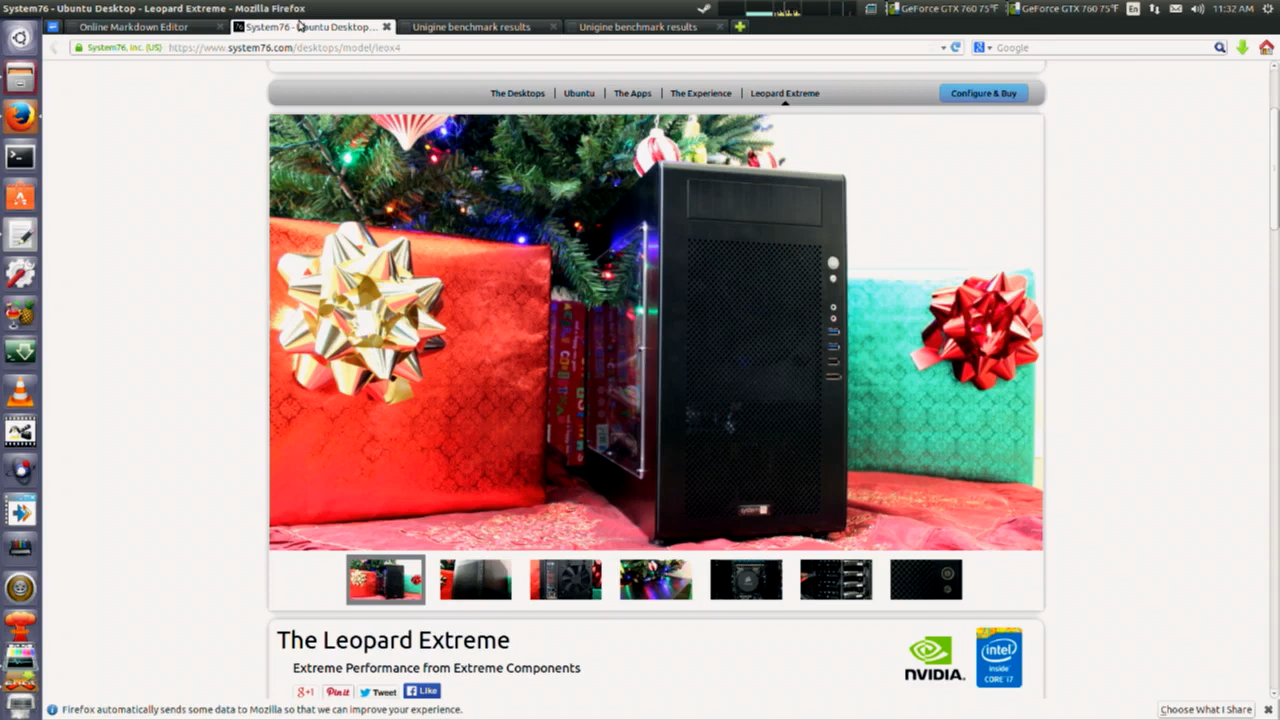 System76 - Ubuntu Desktop - Leopard Extreme - Mozilla Firefox
GeForce GTX 760 75°F
GeForce GTX 760 75°F
En
11:32 AM
Online Markdown Editor
System76 - Ubuntu Desktop...
Unigine benchmark results
Unigine benchmark results
System76, Inc. (US)
https://www.system76.com/desktops/model/leox4
Google
The Desktops
Ubuntu
The Apps
The Experience
Leopard Extreme
Configure & Buy
The Leopard Extreme
Extreme Performance from Extreme Components
+1
Pin it
Tweet
Like
NVIDIA.
intel
inside
CORE i7
Firefox automatically sends some data to Mozilla so that we can improve your experience.
Choose What I Share